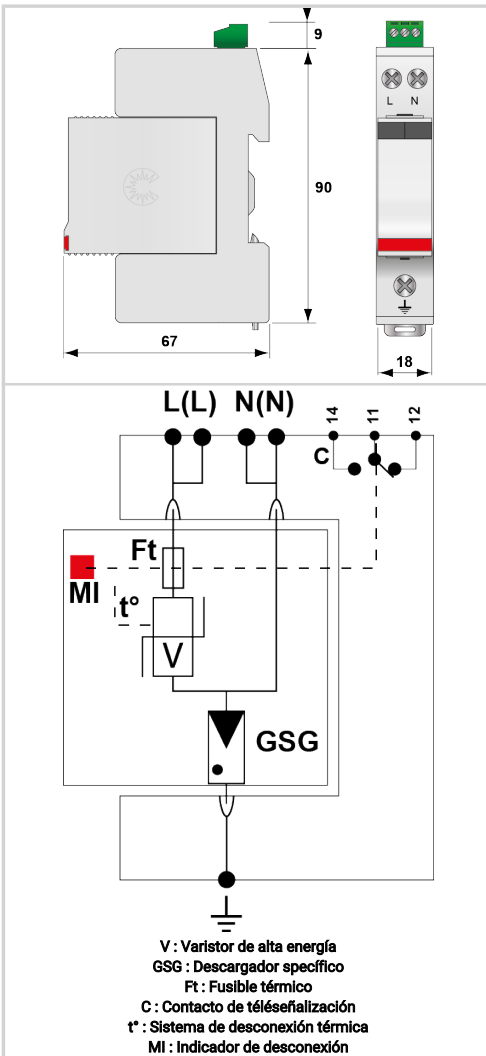 9
L N
90
67
18
L(L) N(N) 14 11 12
C
Ft
MI
t°
V
GSG
V : Varistor de alta energía
GSG : Descargador específico
Ft : Fusible térmico
C : Contacto de téléseñalización
t° : Sistema de desconexión térmica
MI : Indicador de desconexión